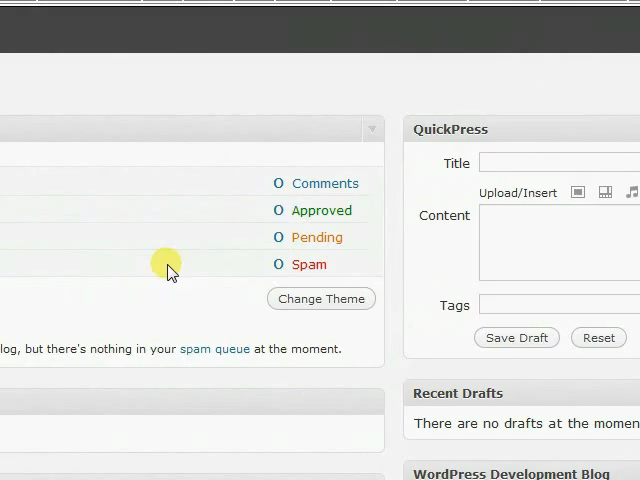 QuickPress
Title
0 Comments
Upload/Insert
0 Approved
Content
0 Pending
0 Spam
Change Theme
Tags
Save Draft
Reset
log, but there's nothing in your spam queue at the moment.
Recent Drafts
There are no drafts at the momen
WordPress Development Blog